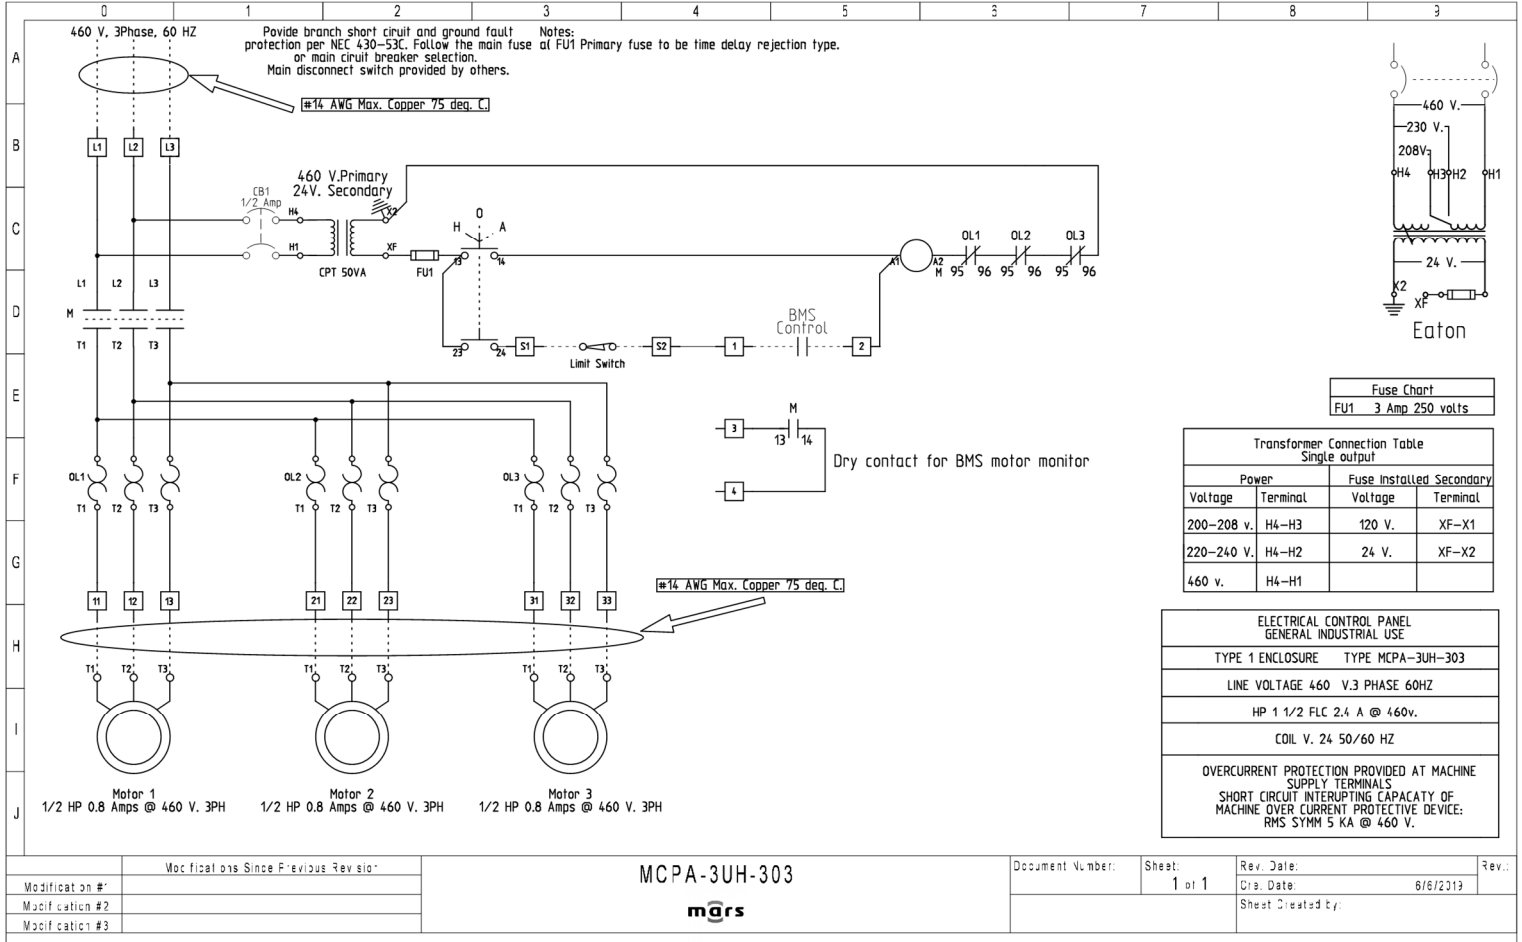 0 1 2 3 4 5 6 7 8 9
A
B
C
D
E
F
G
H
I
J
460 V, 3Phase, 60 HZ
Povide branch short ciruit and ground fault
protection per NEC 430-53C. Follow the main fuse
or main ciruit breaker selection.
Main disconnect switch provided by others.
Notes:
a( FU1 Primary fuse to be time delay rejection type.
#14 AWG Max. Copper 75 deg. C.
L1 L2 L3
CB1
1/2 Amp
460 V.Primary
24V. Secondary
H4 X2
H1 XF
CPT 50VA
FU1
H O A
13 14
23 24
S1 S2
Limit Switch
1 2
BMS
Control
A1 A2
M
OL1 OL2 OL3
95 96 95 96 95 96
L1 L2 L3
M
T1 T2 T3
3
M
13 14
4
Dry contact for BMS motor monitor
OL1 OL2 OL3
T1 T2 T3 T1 T2 T3 T1 T2 T3
#14 AWG Max. Copper 75 deg. C.
11 12 13 21 22 23 31 32 33
T1 T2 T3 T1 T2 T3 T1 T2 T3
Motor 1
1/2 HP 0.8 Amps @ 460 V. 3PH
Motor 2
1/2 HP 0.8 Amps @ 460 V. 3PH
Motor 3
1/2 HP 0.8 Amps @ 460 V. 3PH
460 V.
230 V.
208V
H4 H3 H2 H1
24 V.
X2 XF
Eaton
Fuse Chart
FU1 3 Amp 250 volts
Transformer Connection Table
Single output
Power Fuse Installed Secondary
Voltage Terminal Voltage Terminal
200-208 v. H4-H3 120 V. XF-X1
220-240 V. H4-H2 24 V. XF-X2
460 v. H4-H1
ELECTRICAL CONTROL PANEL
GENERAL INDUSTRIAL USE
TYPE 1 ENCLOSURE TYPE MCPA-3UH-303
LINE VOLTAGE 460 V.3 PHASE 60HZ
HP 1 1/2 FLC 2.4 A @ 460v.
COIL V. 24 50/60 HZ
OVERCURRENT PROTECTION PROVIDED AT MACHINE
SUPPLY TERMINALS
SHORT CIRCUIT INTERUPTING CAPACATY OF
MACHINE OVER CURRENT PROTECTIVE DEVICE:
RMS SYMM 5 KA @ 460 V.
Modifications Since Previous Revision
Modification #1
Modification #2
Modification #3
MCPA-3UH-303
mars
Document Number:
Sheet:
1 of 1
Rev. Date:
Cre. Date: 6/6/2019
Sheet Created by:
Rev.: